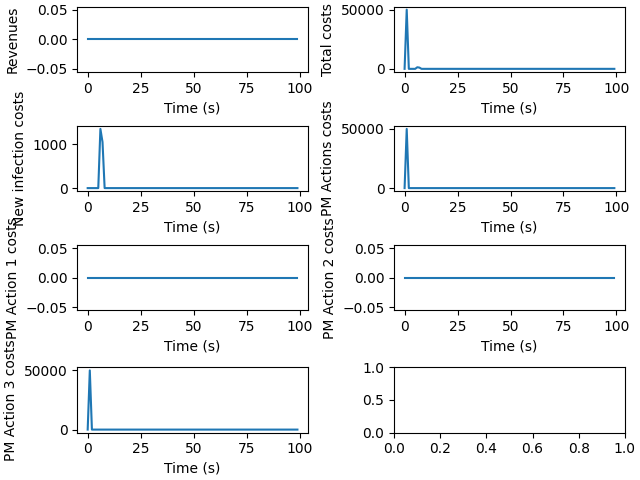 Revenues
0.05
0.00
−0.05
0 25 50 75 100
Time (s)
Total costs
50000
0
0 25 50 75 100
Time (s)
New infection costs
1000
0
0 25 50 75 100
Time (s)
PM Actions costs
50000
0
0 25 50 75 100
Time (s)
PM Action 1 costs
0.05
0.00
−0.05
0 25 50 75 100
Time (s)
PM Action 2 costs
0.05
0.00
−0.05
0 25 50 75 100
Time (s)
PM Action 3 costs
50000
0
0 25 50 75 100
Time (s)
1.0
0.5
0.0
0.0 0.2 0.4 0.6 0.8 1.0